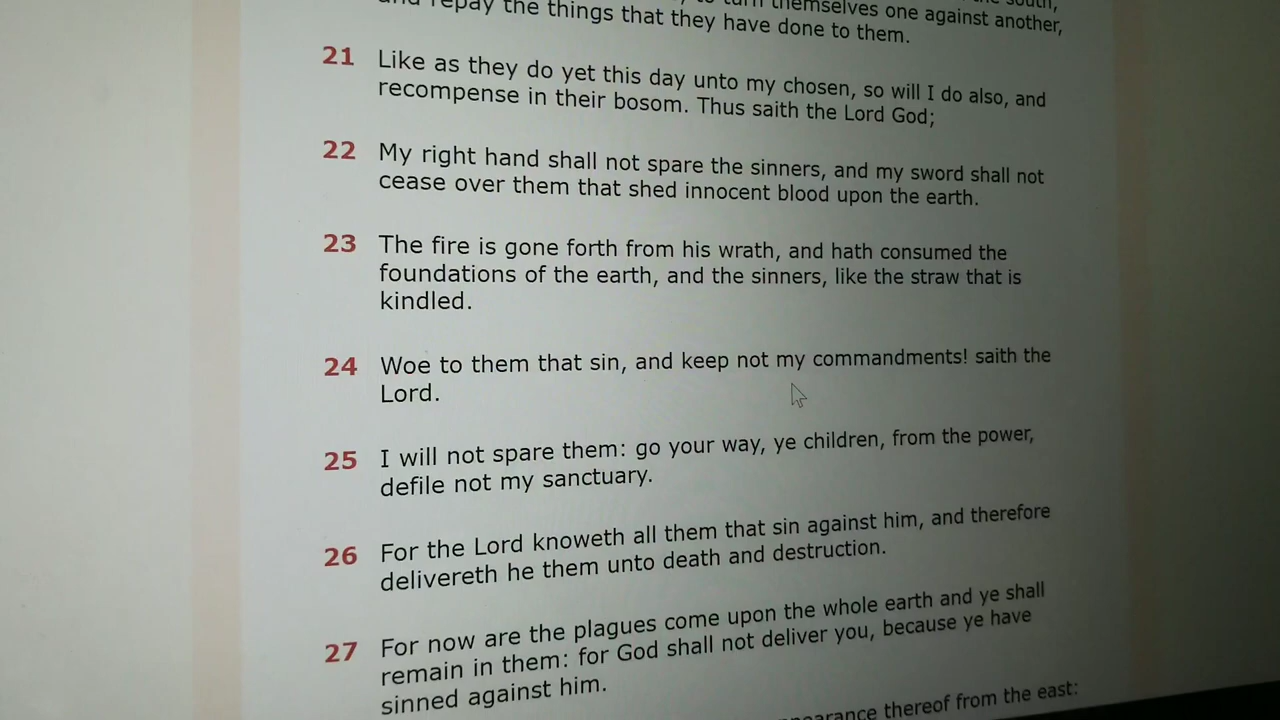 the south,
to turn themselves one against another,
and repay the things that they have done to them.
21 Like as they do yet this day unto my chosen, so will I do also, and
recompense in their bosom. Thus saith the Lord God;
22 My right hand shall not spare the sinners, and my sword shall not
cease over them that shed innocent blood upon the earth.
23 The fire is gone forth from his wrath, and hath consumed the
foundations of the earth, and the sinners, like the straw that is
kindled.
24 Woe to them that sin, and keep not my commandments! saith the
Lord.
25 I will not spare them: go your way, ye children, from the power,
defile not my sanctuary.
26 For the Lord knoweth all them that sin against him, and therefore
delivereth he them unto death and destruction.
27 For now are the plagues come upon the whole earth and ye shall
remain in them: for God shall not deliver you, because ye have
sinned against him.
thereof from the east: